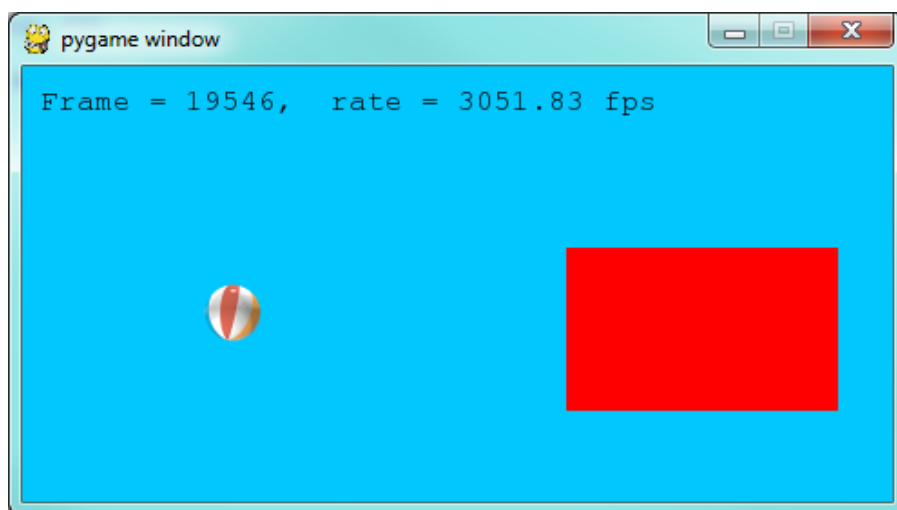 pygame window
Frame = 19546,  rate = 3051.83 fps